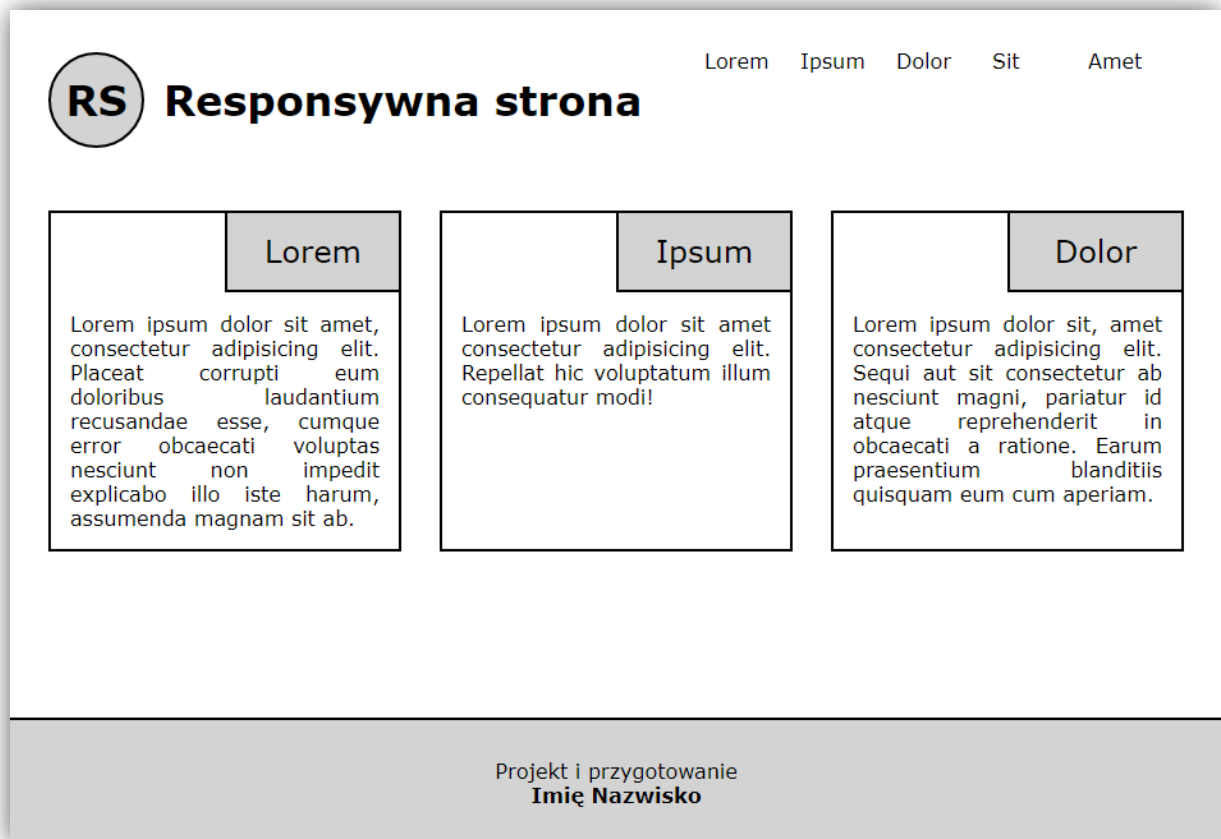 RS Responsywna strona
Lorem Ipsum Dolor Sit Amet
Lorem
Lorem ipsum dolor sit amet,
consectetur adipisicing elit.
Placeat corrupti eum
doloribus laudantium
recusandae esse, cumque
error obcaecati voluptas
nesciunt non impedit
explicabo illo iste harum,
assumenda magnam sit ab.
Ipsum
Lorem ipsum dolor sit amet
consectetur adipisicing elit.
Repellat hic voluptatum illum
consequatur modi!
Dolor
Lorem ipsum dolor sit, amet
consectetur adipisicing elit.
Sequi aut sit consectetur ab
nesciunt magni, pariatur id
atque reprehenderit in
obcaecati a ratione. Earum
praesentium blanditiis
quisquam eum cum aperiam.
Projekt i przygotowanie
Imię Nazwisko